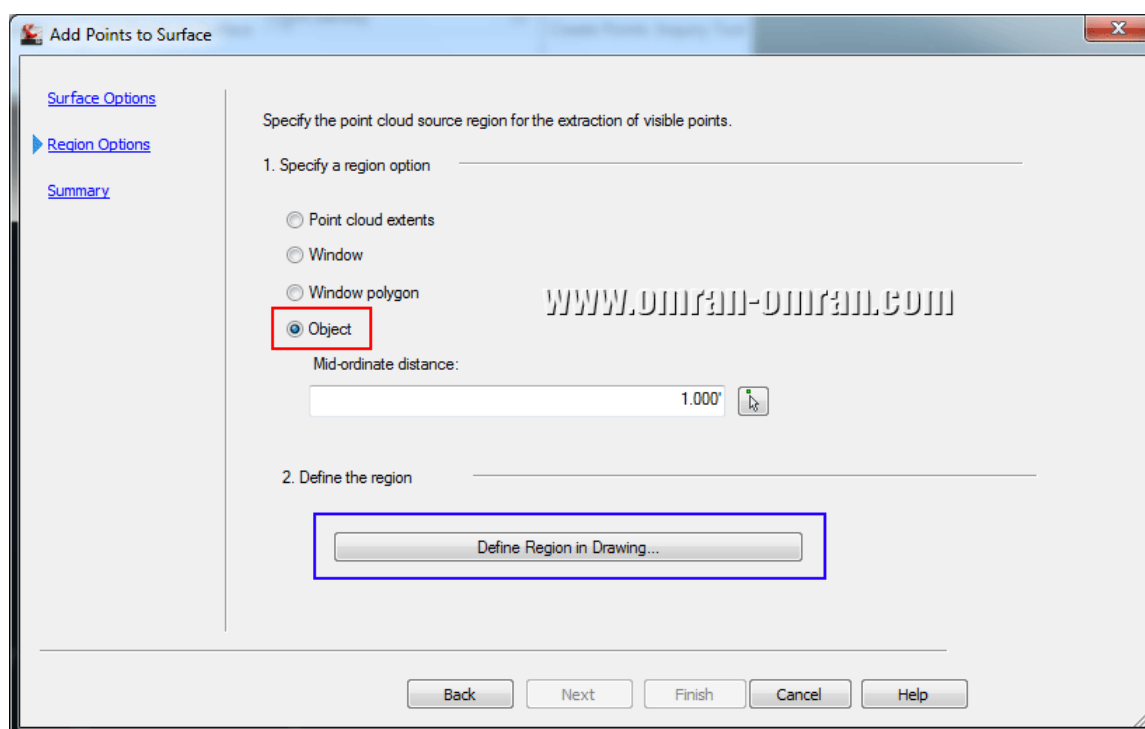 Add Points to Surface
Surface Options
Region Options
Summary
Specify the point cloud source region for the extraction of visible points.
1. Specify a region option
Point cloud extents
Window
Window polygon
www.omran-omran.com
Object
Mid-ordinate distance:
1.000'
2. Define the region
Define Region in Drawing...
Back Next Finish Cancel Help